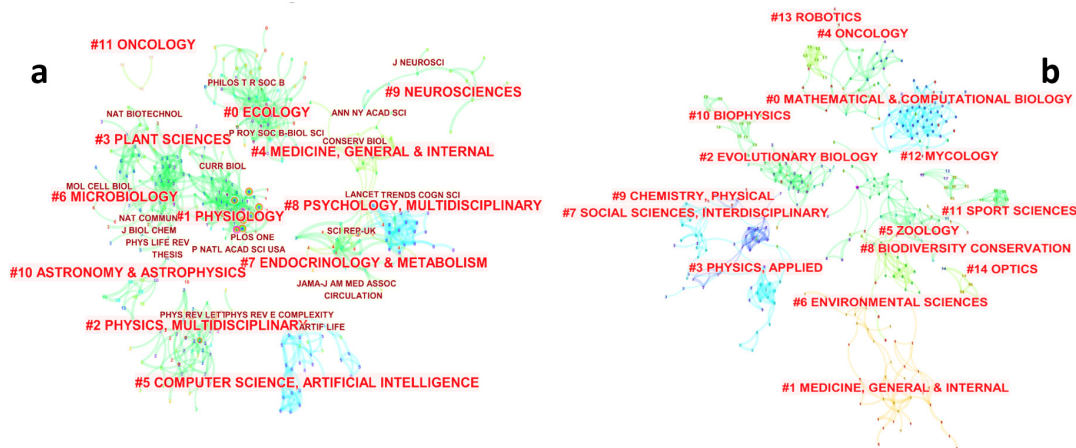 a
#11 ONCOLOGY
J NEUROSCI
PHILOS T R SOC B
#9 NEUROSCIENCES
NAT BIOTECHNOL
#0 ECOLOGY
ANN NY ACAD SCI
P ROY SOC B-BIOL SCI
#3 PLANT SCIENCES
CONSERV BIOL
#4 MEDICINE, GENERAL & INTERNAL
CURR BIOL
MOL CELL BIOL
#6 MICROBIOLOGY
LANCET TRENDS COGN SCI
#8 PSYCHOLOGY, MULTIDISCIPLINARY
NAT COMMUN
#1 PHYSIOLOGY
J BIOL CHEM
SCI REP-UK
PLOS ONE
PHYS LIFE REV
P NATL ACAD SCI USA
THESIS
#7 ENDOCRINOLOGY & METABOLISM
#10 ASTRONOMY & ASTROPHYSICS
JAMA-J AM MED ASSOC
CIRCULATION
PHYS REV LETT PHYS REV E COMPLEXITY
#2 PHYSICS, MULTIDISCIPLINARY
ARTIF LIFE
#5 COMPUTER SCIENCE, ARTIFICIAL INTELLIGENCE
b
#13 ROBOTICS
#4 ONCOLOGY
#0 MATHEMATICAL & COMPUTATIONAL BIOLOGY
#10 BIOPHYSICS
#12 MYCOLOGY
#2 EVOLUTIONARY BIOLOGY
#9 CHEMISTRY, PHYSICAL
#7 SOCIAL SCIENCES, INTERDISCIPLINARY
#11 SPORT SCIENCES
#5 ZOOLOGY
#8 BIODIVERSITY CONSERVATION
#3 PHYSICS, APPLIED
#14 OPTICS
#6 ENVIRONMENTAL SCIENCES
#1 MEDICINE, GENERAL & INTERNAL